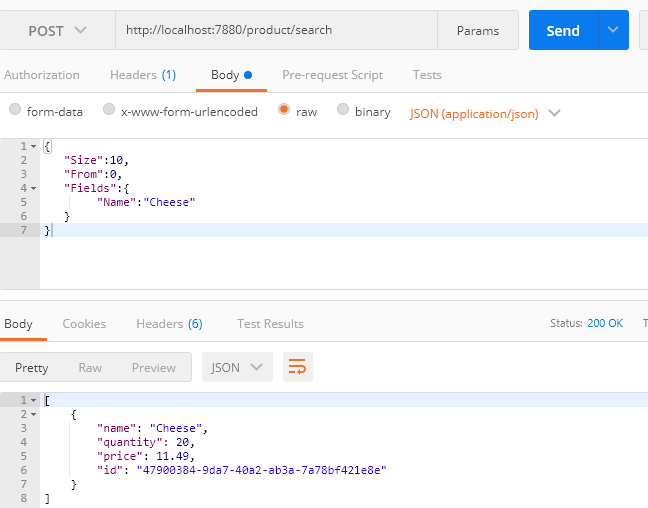 POST http://localhost:7880/product/search Params Send
Authorization Headers (1) Body Pre-request Script Tests
form-data x-www-form-urlencoded raw binary JSON (application/json)
1 {
2 "Size":10,
3 "From":0,
4 "Fields":{
5 "Name":"Cheese"
6 }
7 }
Body Cookies Headers (6) Test Results Status: 200 OK T
Pretty Raw Preview JSON
1 [
2 {
3 "name": "Cheese",
4 "quantity": 20,
5 "price": 11.49,
6 "id": "47900384-9da7-40a2-ab3a-7a78bf421e8e"
7 }
8 ]